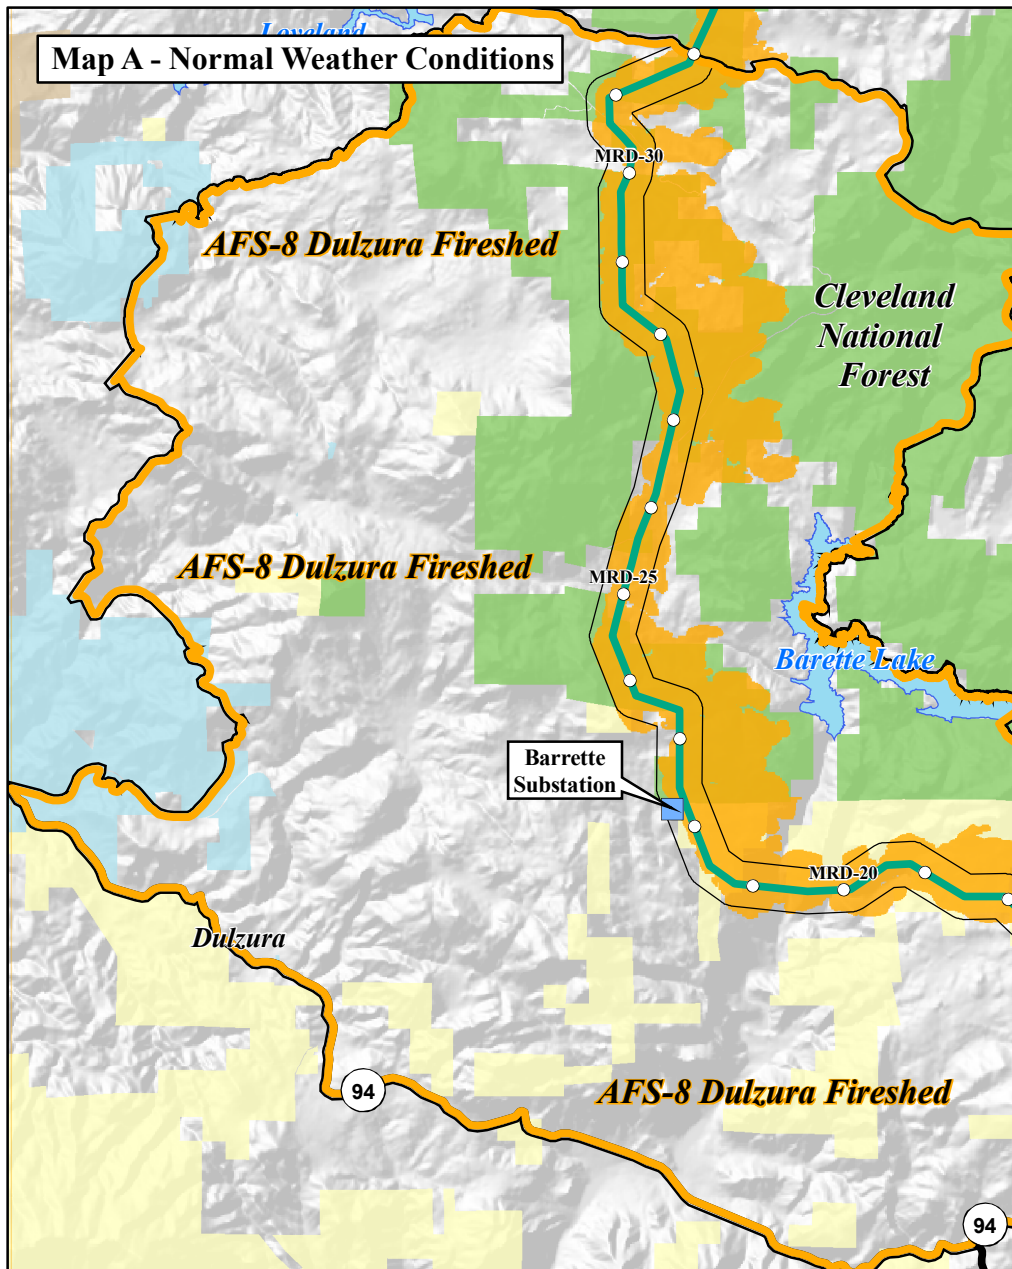 Loveland
Map A - Normal Weather Conditions
MRD-30
AFS-8 Dulzura Fireshed
Cleveland
National
Forest
AFS-8 Dulzura Fireshed
MRD-25
Barette Lake
Barrette
Substation
MRD-20
Dulzura
94
AFS-8 Dulzura Fireshed
94